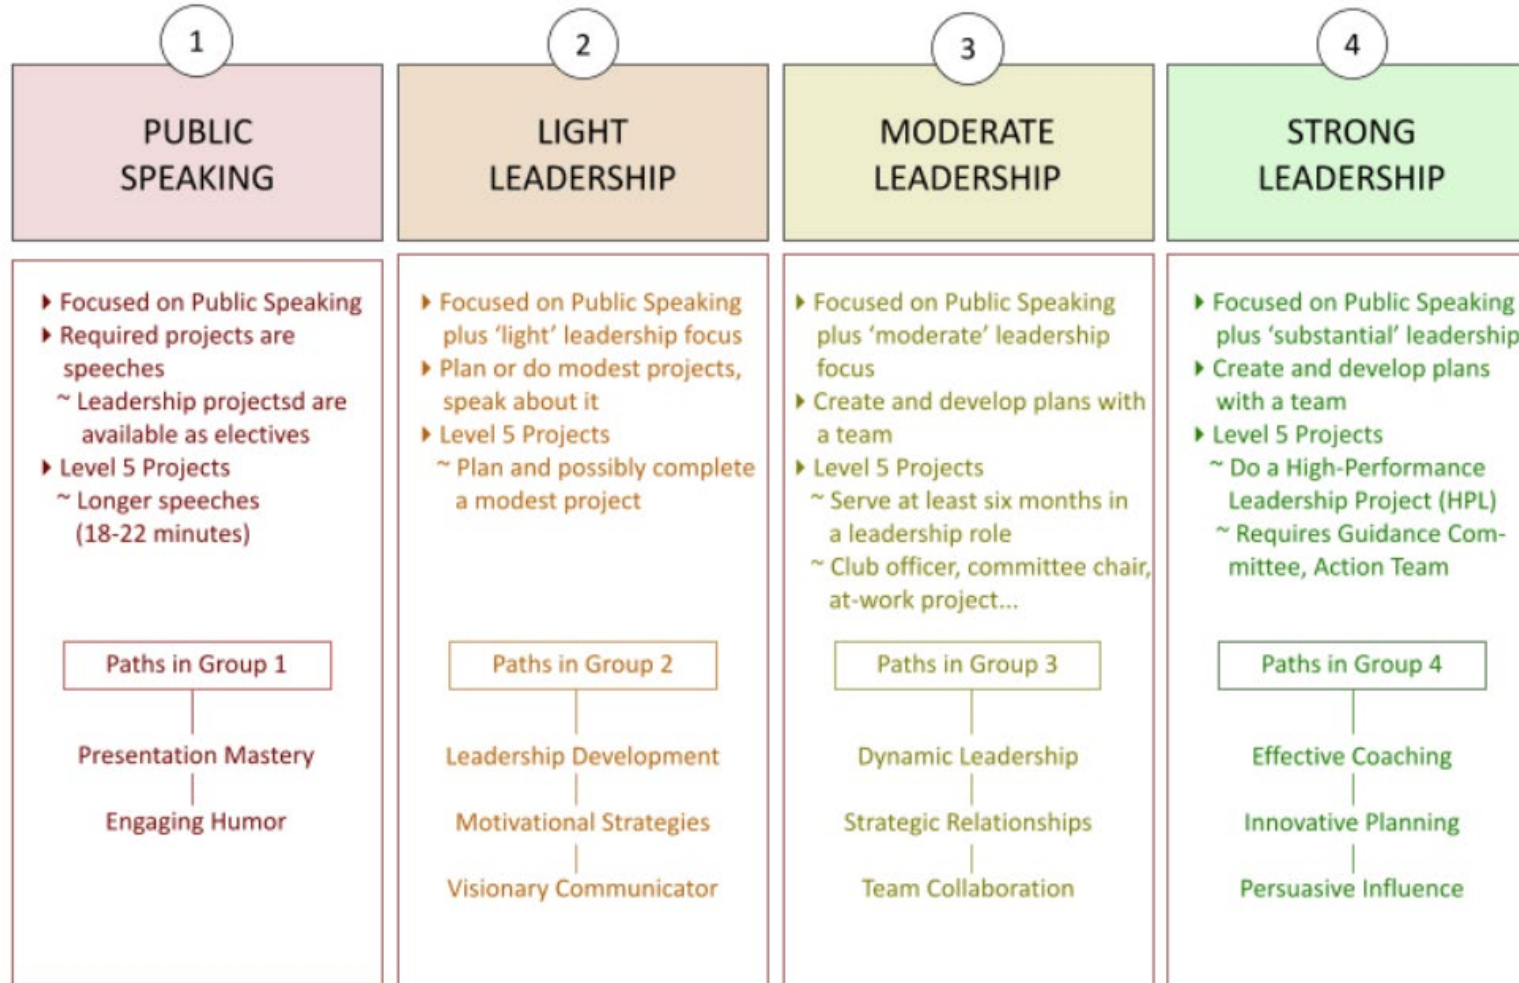 1
PUBLIC
SPEAKING
Focused on Public Speaking
Required projects are
speeches
~ Leadership projectsd are
available as electives
Level 5 Projects
~ Longer speeches
(18-22 minutes)
Paths in Group 1
Presentation Mastery
Engaging Humor
2
LIGHT
LEADERSHIP
Focused on Public Speaking
plus ‘light’ leadership focus
Plan or do modest projects,
speak about it
Level 5 Projects
~ Plan and possibly complete
a modest project
Paths in Group 2
Leadership Development
Motivational Strategies
Visionary Communicator
3
MODERATE
LEADERSHIP
Focused on Public Speaking
plus ‘moderate’ leadership
focus
Create and develop plans with
a team
Level 5 Projects
~ Serve at least six months in
a leadership role
~ Club officer, committee chair,
at-work project...
Paths in Group 3
Dynamic Leadership
Strategic Relationships
Team Collaboration
4
STRONG
LEADERSHIP
Focused on Public Speaking
plus ‘substantial’ leadership
Create and develop plans
with a team
Level 5 Projects
~ Do a High-Performance
Leadership Project (HPL)
~ Requires Guidance Com-
mittee, Action Team
Paths in Group 4
Effective Coaching
Innovative Planning
Persuasive Influence